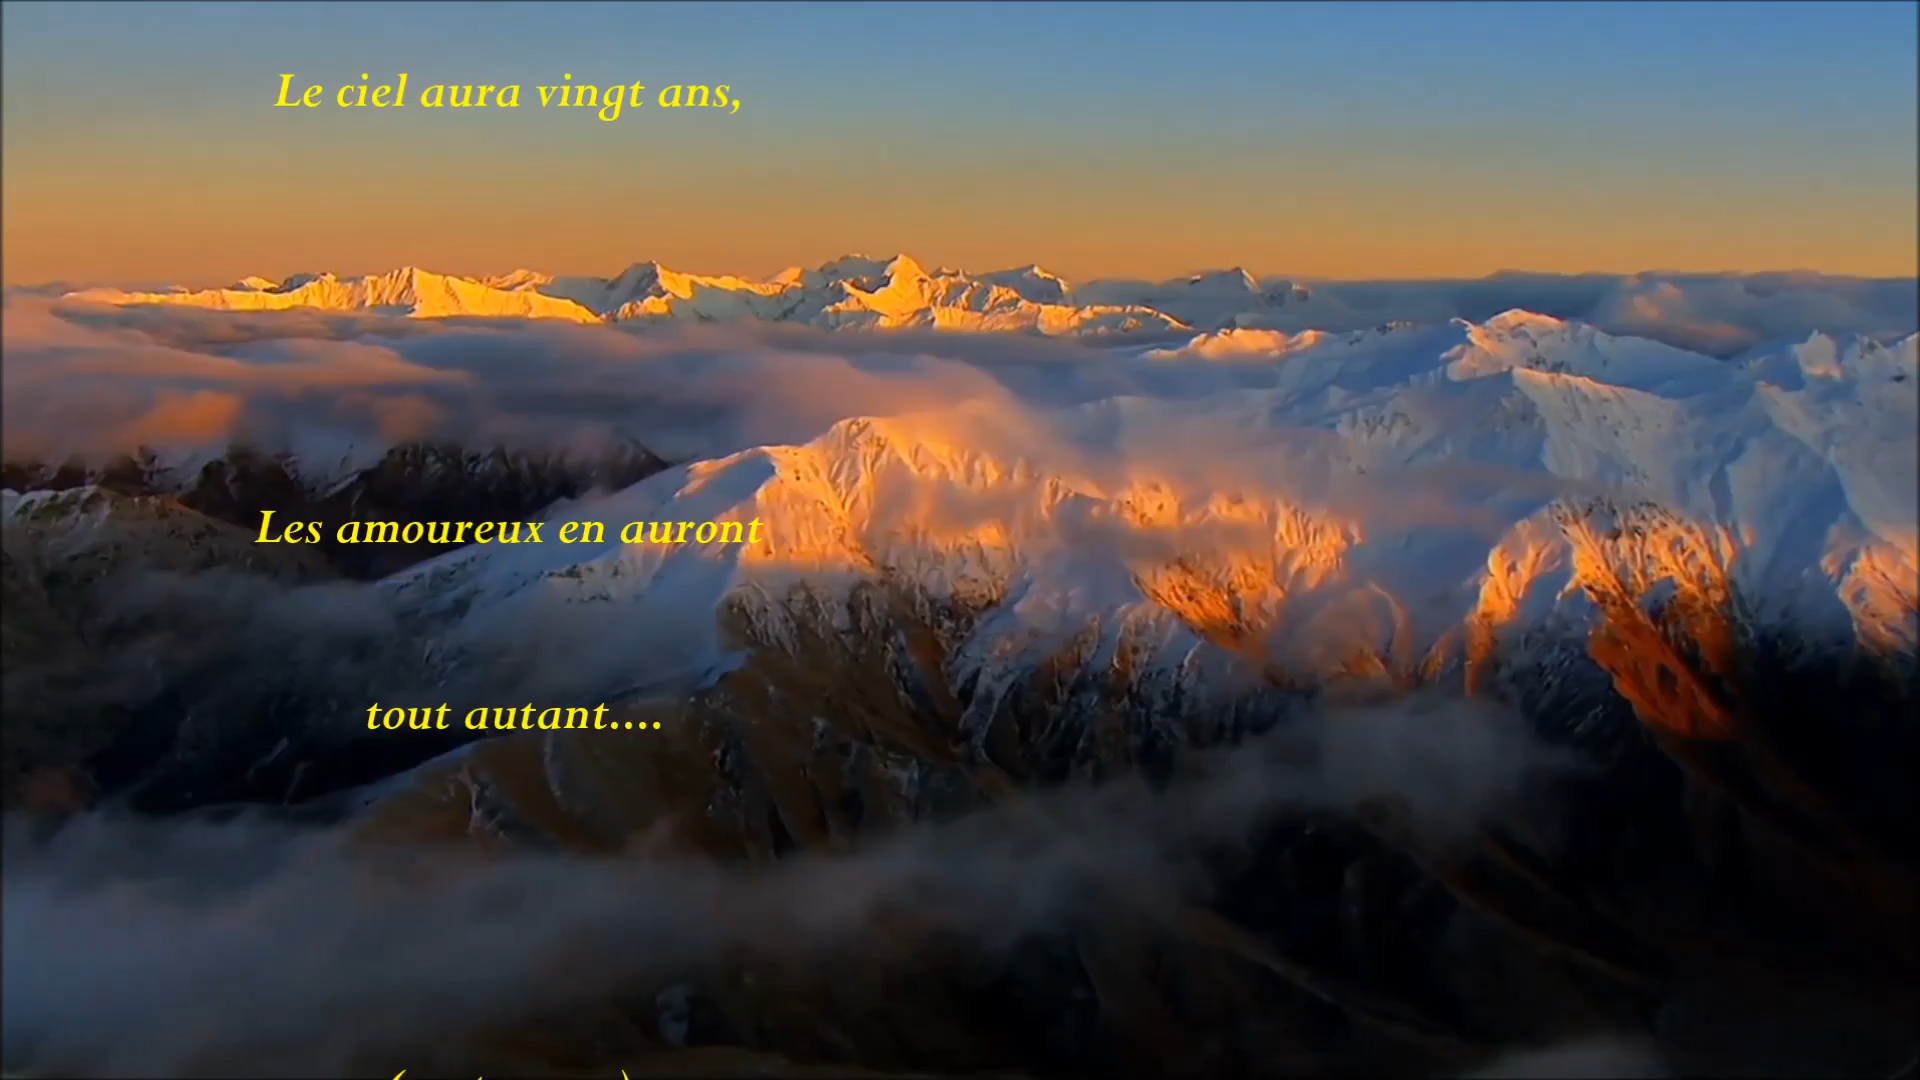 Le ciel aura vingt ans,
Les amoureux en auront
tout autant....